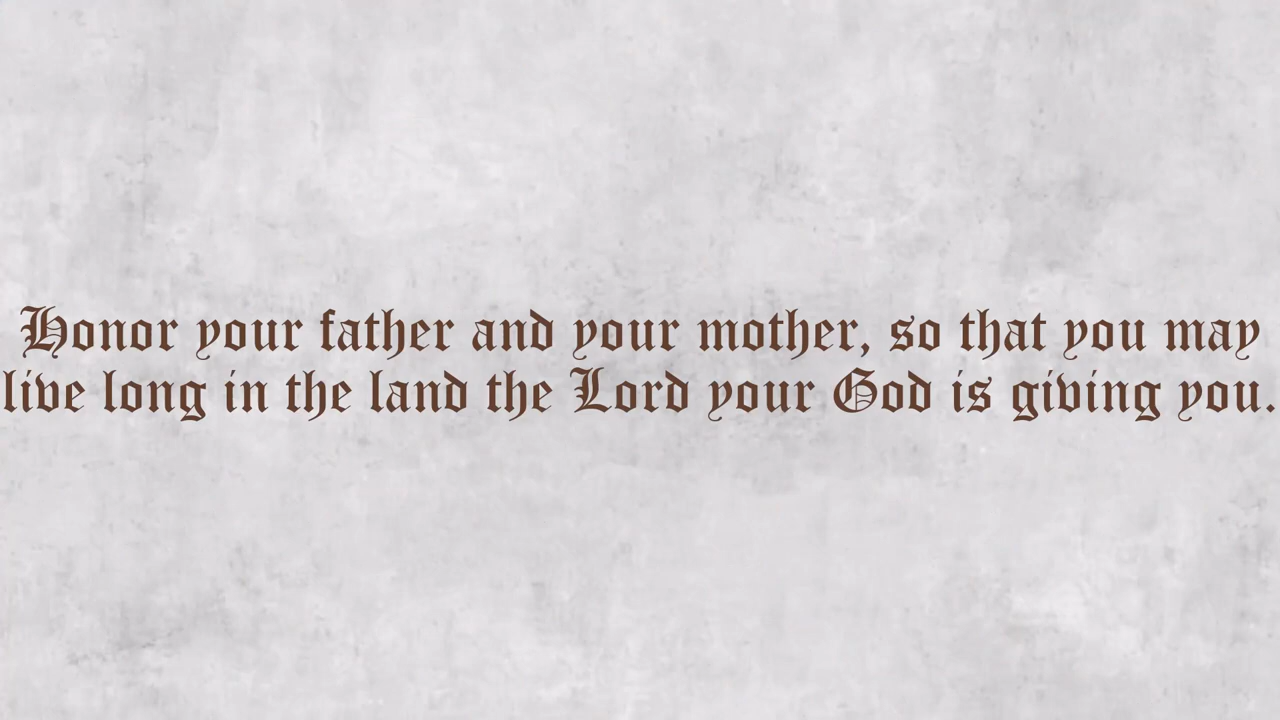 Honor your father and your mother, so that you may
live long in the land the Lord your God is giving you.